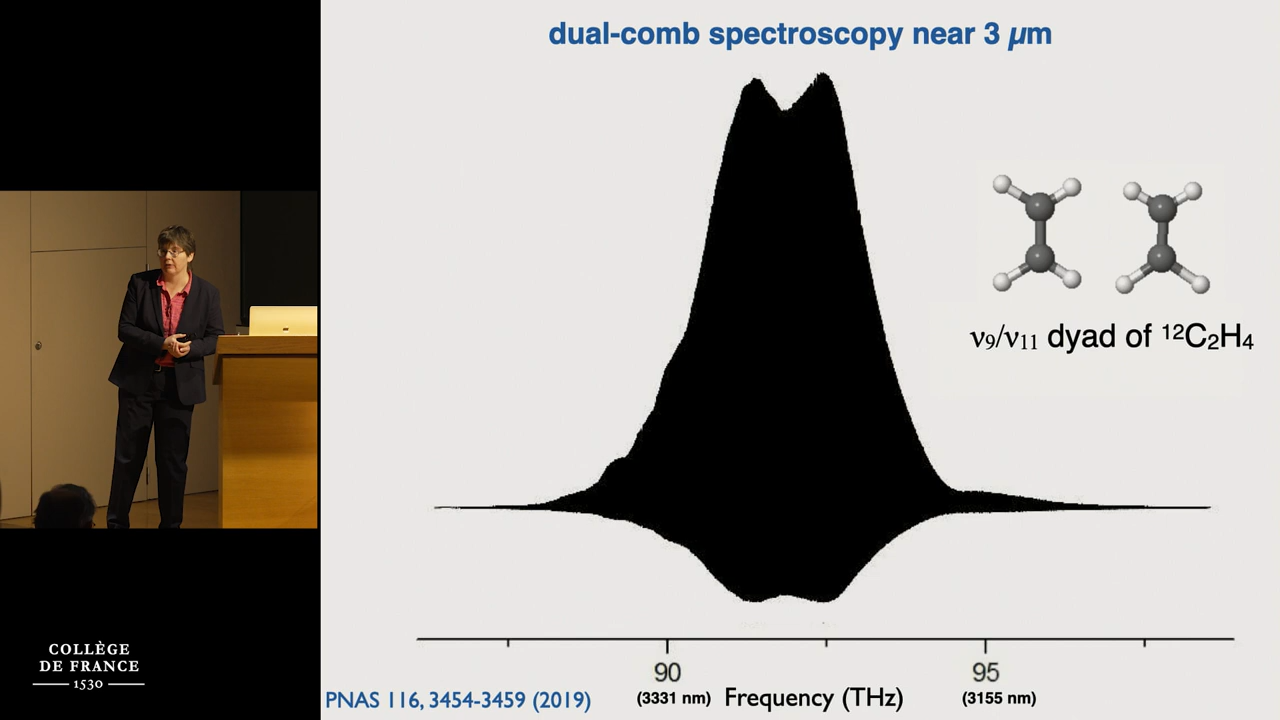 dual-comb spectroscopy near 3 µm
ν₉/ν₁₁ dyad of ¹²C₂H₄
90
95
(3331 nm)
Frequency (THz)
(3155 nm)
PNAS 116, 3454-3459 (2019)
COLLÈGE
DE FRANCE
1530